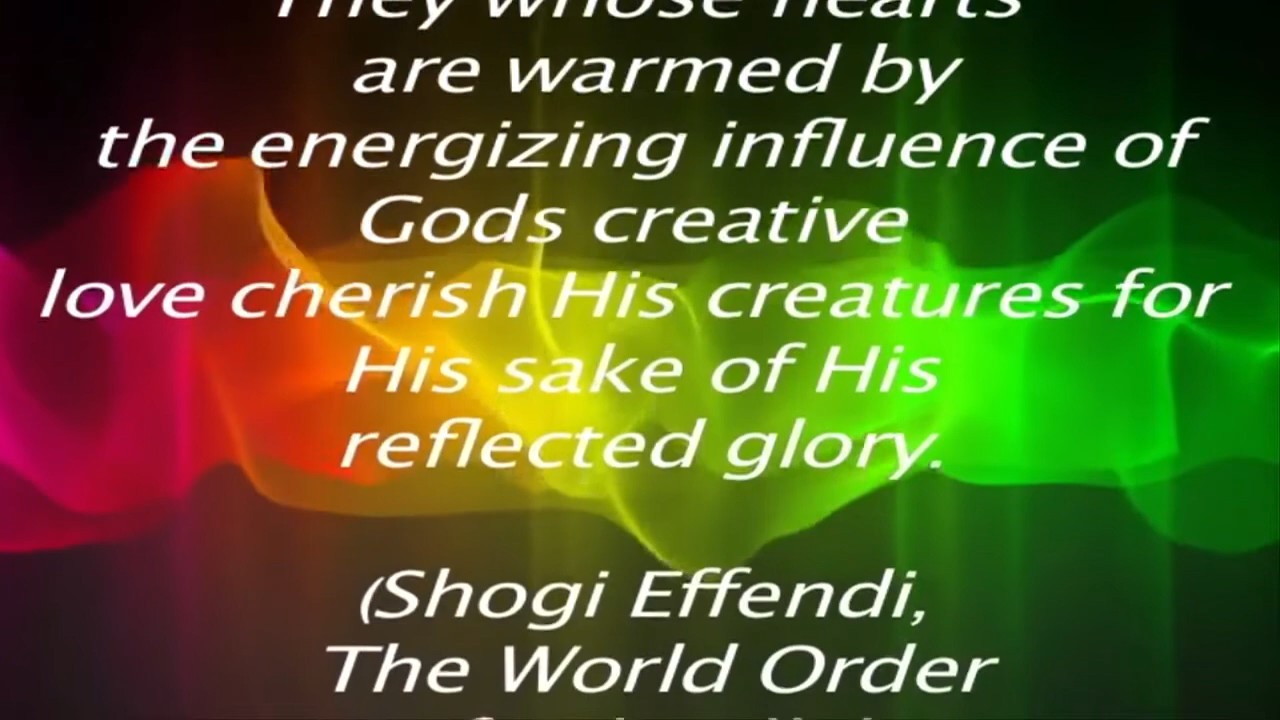 They whose hearts
are warmed by
the energizing influence of
Gods creative
love cherish His creatures for
His sake of His
reflected glory.
(Shogi Effendi,
The World Order